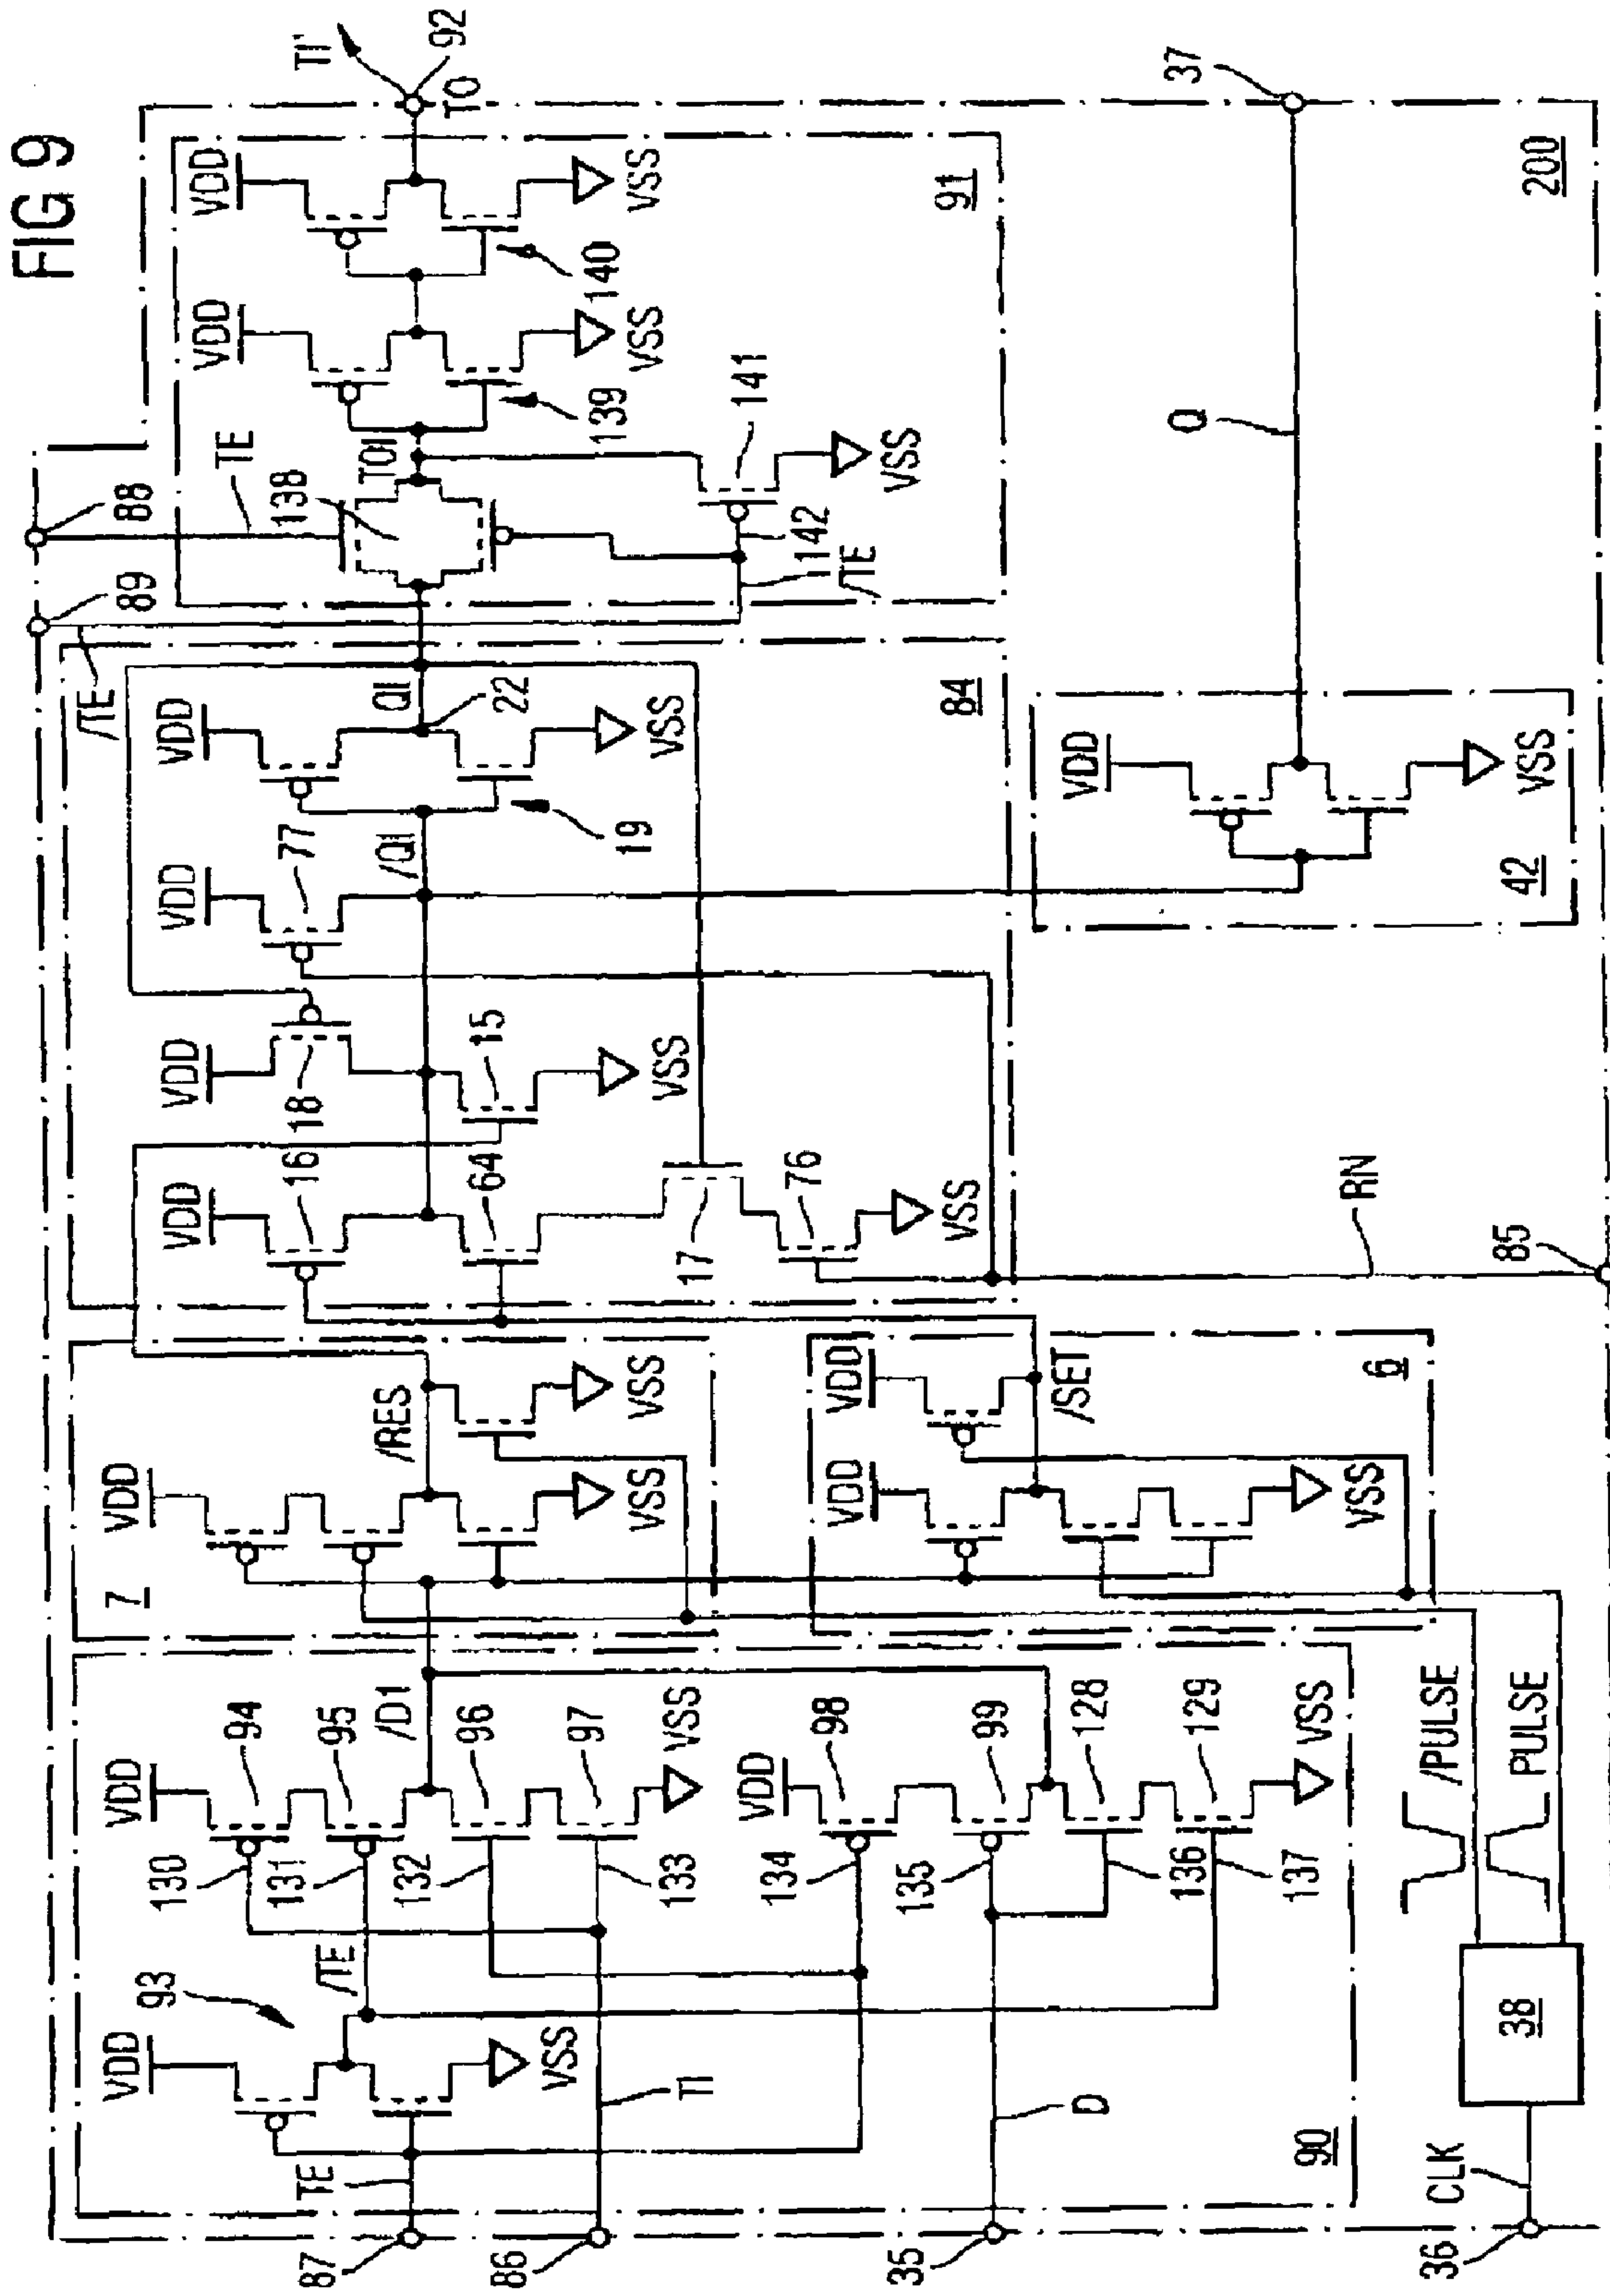 FIG 9
TI'
92
TO
VDD
VSS
140
VDD
VSS
139
91
88
TE
138
TOI
141
VSS
142
/TE
89
/TE
VDD
QI
22
VSS
19
84
VDD
77
/QI
VDD
18
15
VSS
VDD
16
64
17
76
VSS
RN
85
37
Q
200
VDD
VSS
42
/RES
VSS
VDD
VSS
7
VDD
/SET
6
VDD
VSS
VDD
94
95
/D1
96
97
VSS
130
131
132
133
VDD
98
99
128
129
VSS
134
135
136
137
93
/TE
VDD
VSS
TE
TI
D
90
87
86
35
/PULSE
PULSE
38
CLK
36